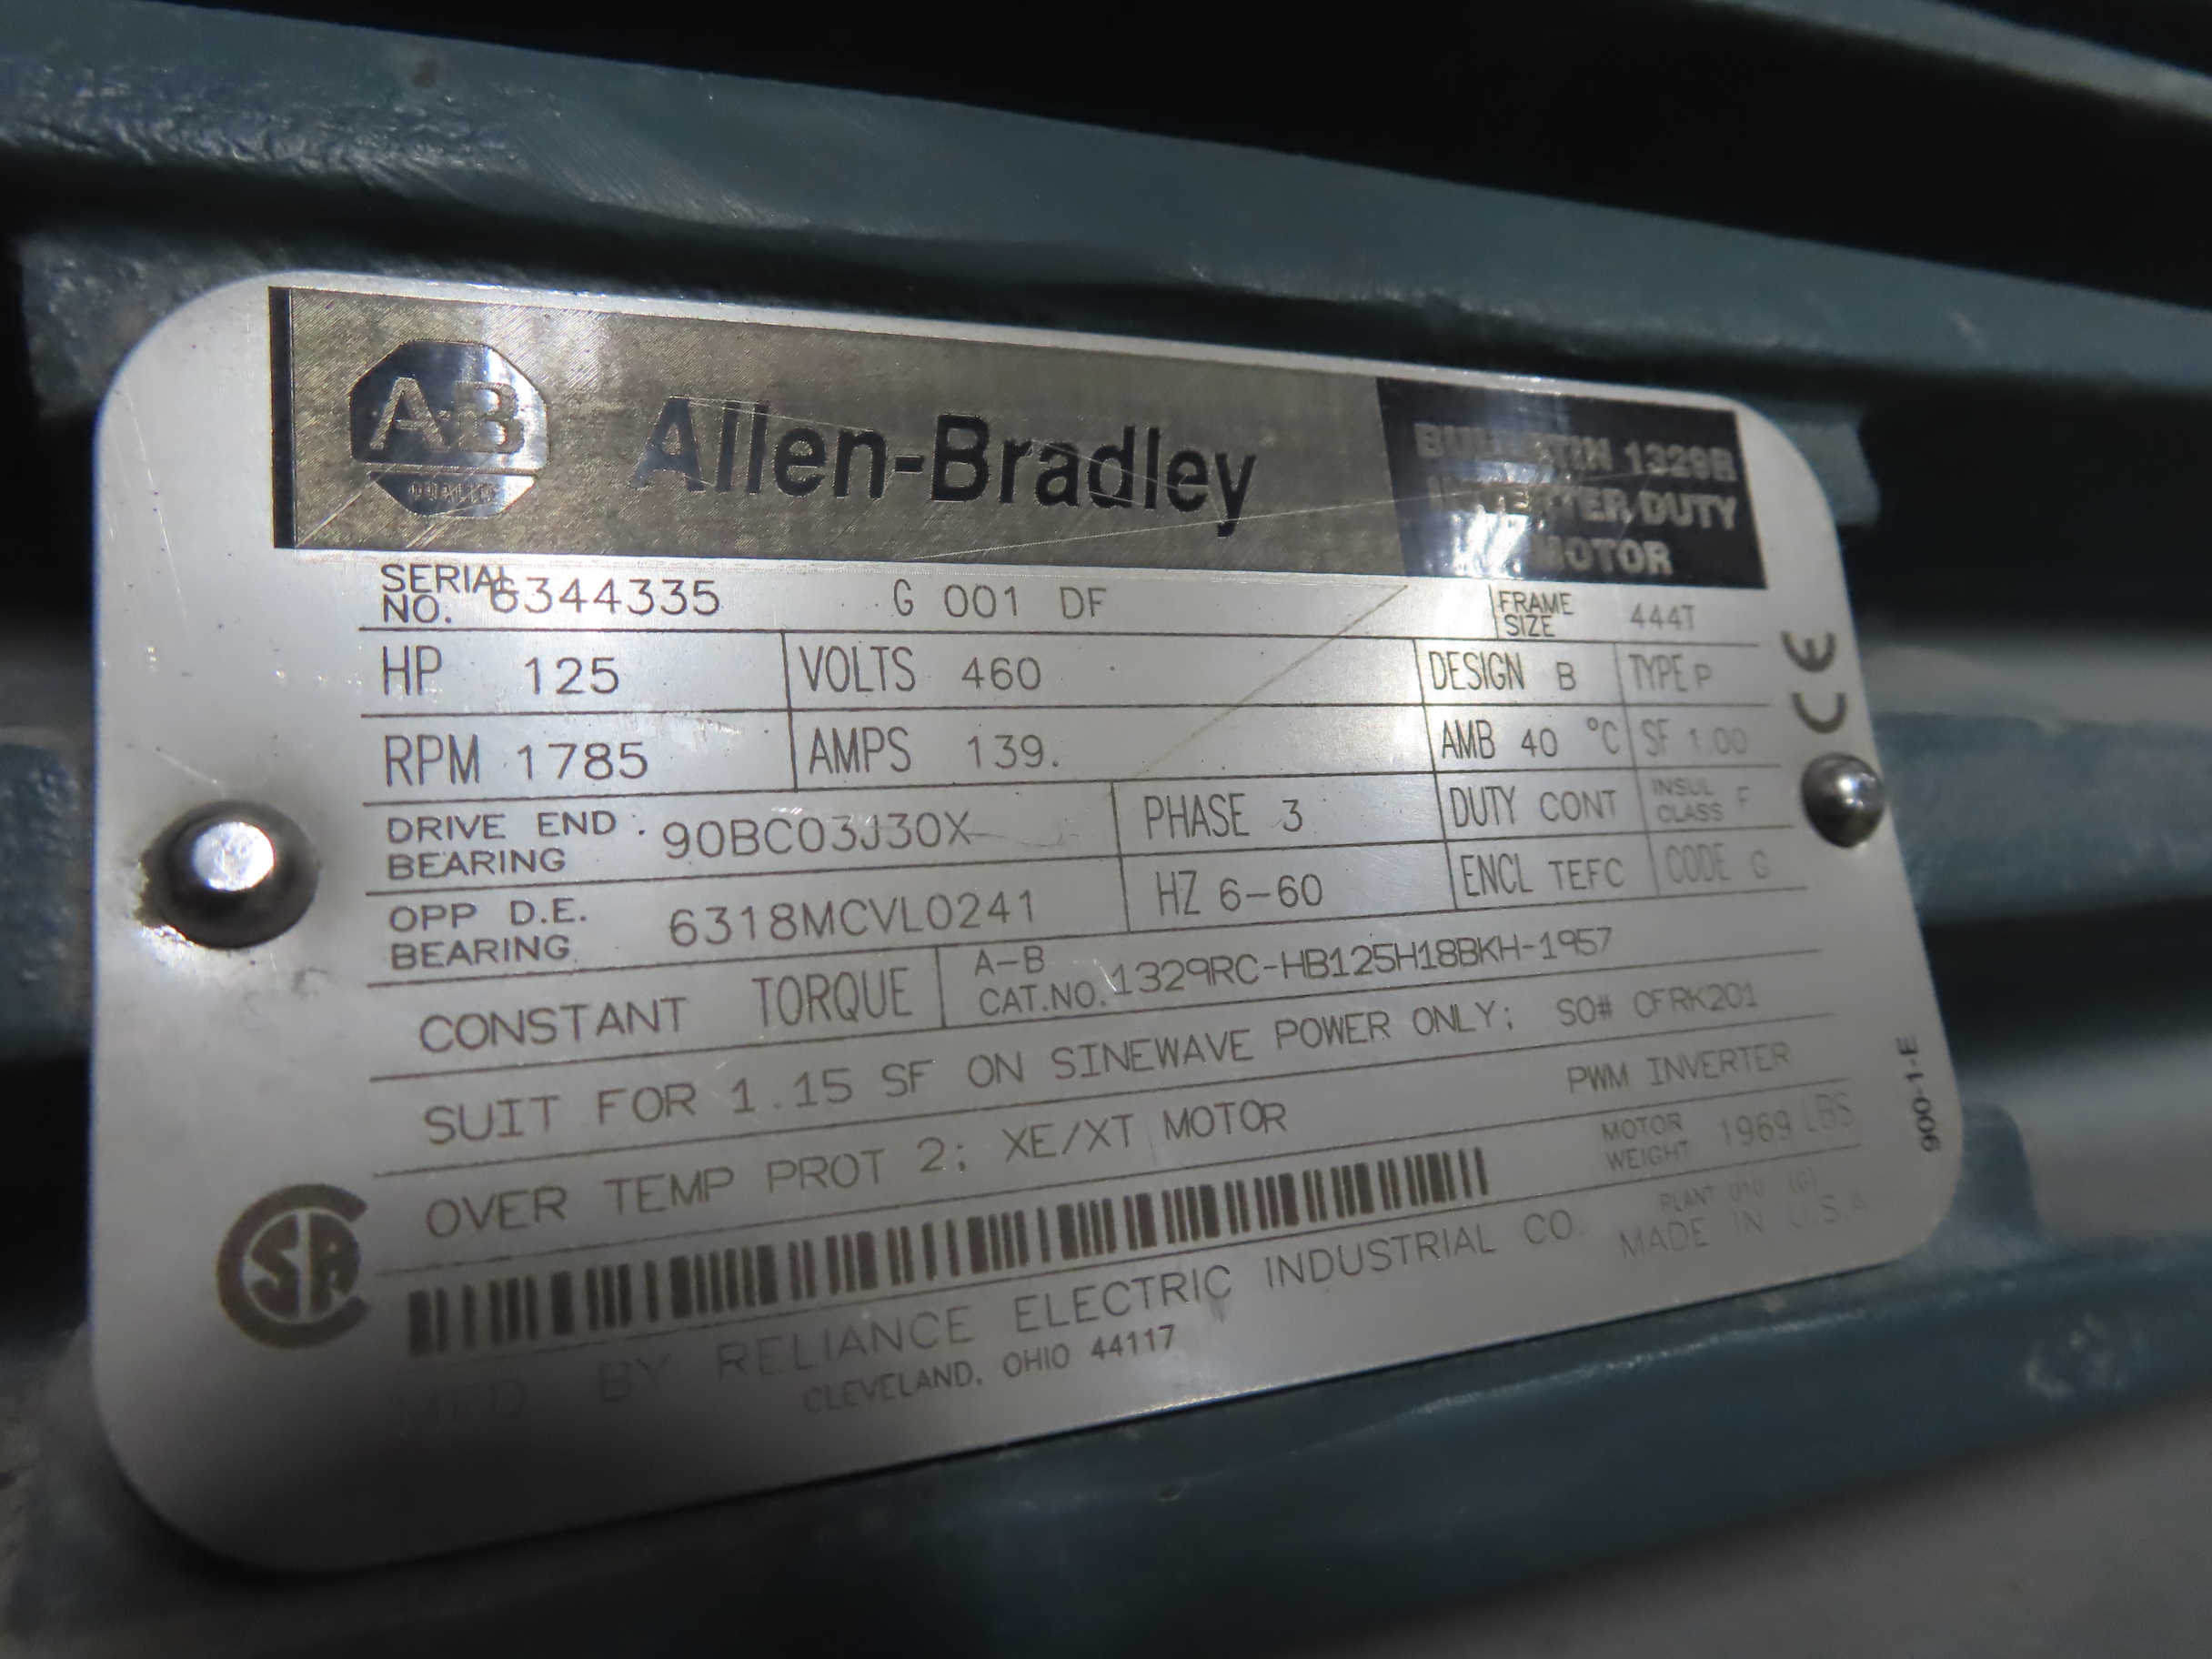 A-B
QUALITY
Allen-Bradley
BULLETIN 1329R
INVERTER DUTY
MOTOR
SERIAL NO. 6344335 G 001 DF FRAME SIZE 444T
HP 125 VOLTS 460 DESIGN B TYPE P
RPM 1785 AMPS 139. AMB 40 °C SF 1.00
DRIVE END BEARING 90BC03J30X PHASE 3 DUTY CONT INSUL CLASS F
OPP D.E. BEARING 6318MCVL0241 HZ 6-60 ENCL TEFC CODE G
CONSTANT TORQUE A-B CAT.NO. 1329RC-HB125H18BKH-1957
SUIT FOR 1.15 SF ON SINEWAVE POWER ONLY; SO# CFRK201
OVER TEMP PROT 2; XE/XT MOTOR PWM INVERTER
MOTOR WEIGHT 1969 LBS
PLANT 010 (G)
MFD. BY RELIANCE ELECTRIC INDUSTRIAL CO. MADE IN U.S.A.
CLEVELAND, OHIO 44117
CE
900-1-E
CSA